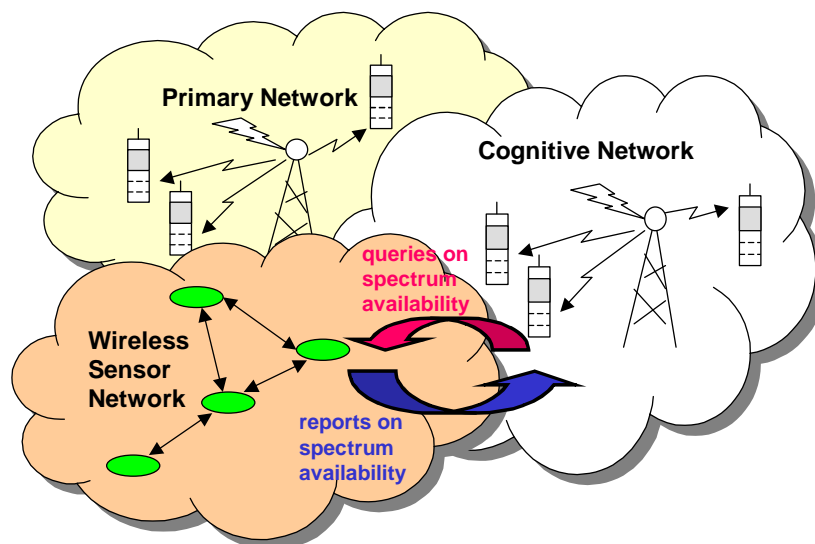 Primary Network
Cognitive Network
queries on
spectrum
availability
Wireless
Sensor
Network
reports on
spectrum
availability